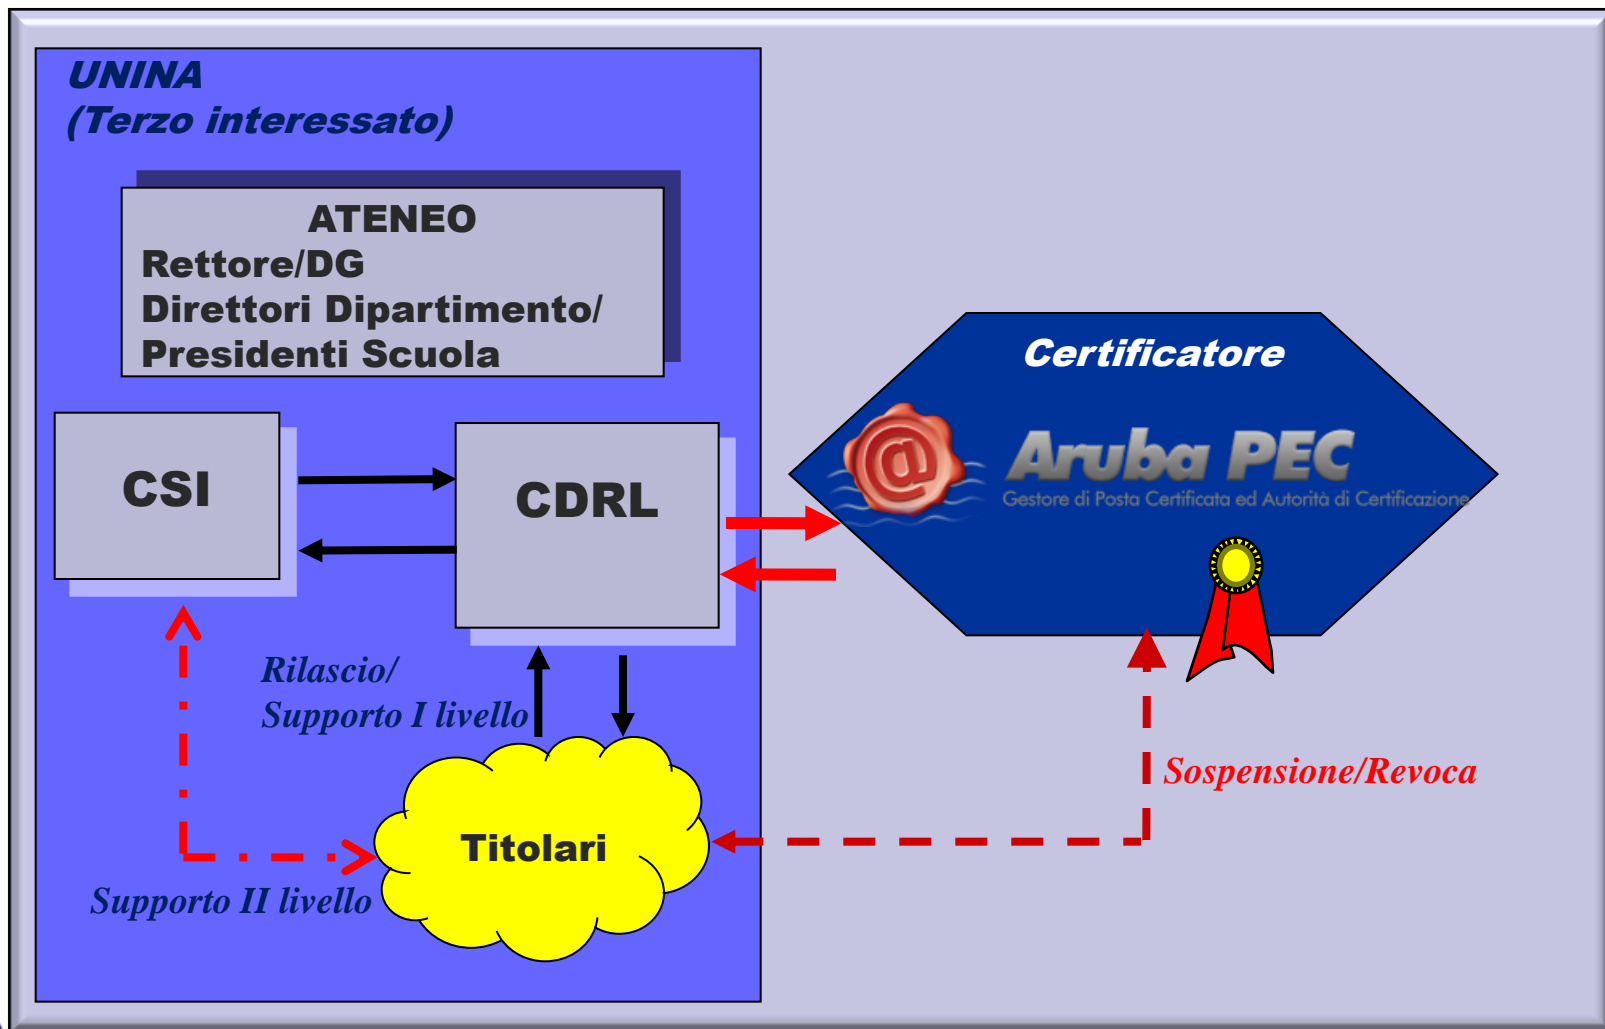 UNINA
(Terzo interessato)
ATENEO
Rettore/DG
Direttori Dipartimento/
Presidenti Scuola
Certificatore
@
Aruba PEC
Gestore di Posta Certificata ed Autorità di Certificazione
CSI
CDRL
Rilascio/
Supporto I livello
Sospensione/Revoca
Titolari
Supporto II livello